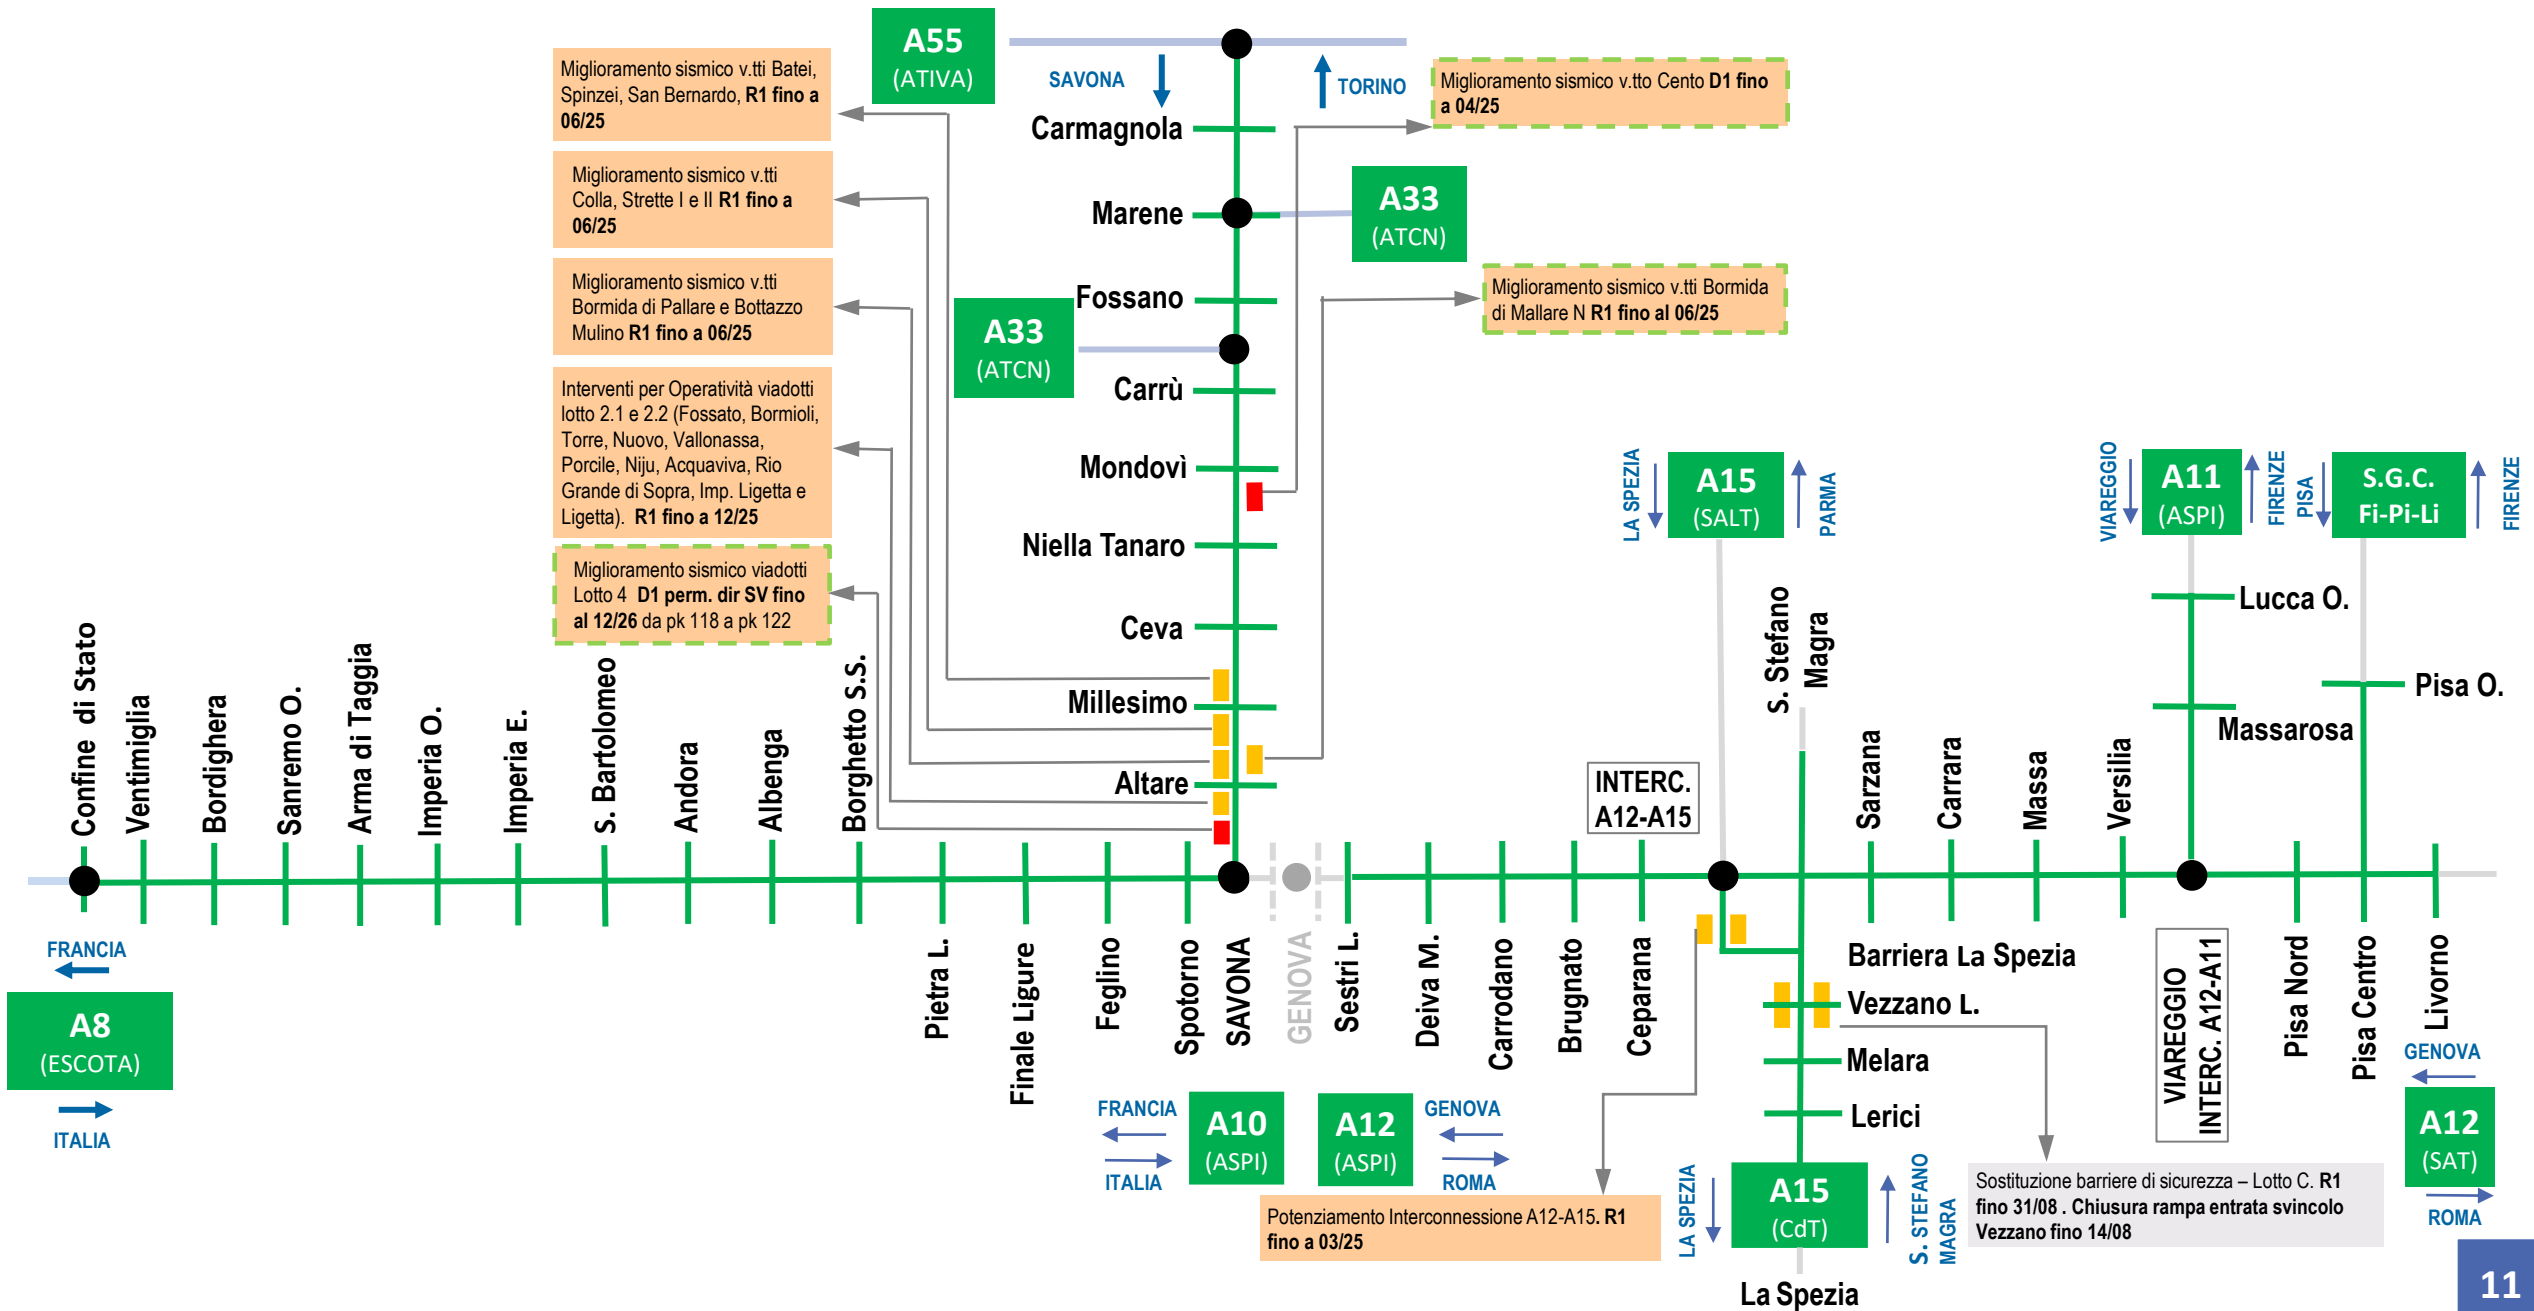 A55
(ATIVA)
SAVONA
TORINO
Miglioramento sismico v.tti Batei,
Spinzei, San Bernardo, R1 fino a
06/25
Miglioramento sismico v.tto Cento D1 fino
a 04/25
Carmagnola
Miglioramento sismico v.tti
Colla, Strette I e II R1 fino a
06/25
Marene
A33
(ATCN)
Miglioramento sismico v.tti
Bormida di Pallare e Bottazzo
Mulino R1 fino a 06/25
Fossano
Miglioramento sismico v.tti Bormida
di Mallare N R1 fino al 06/25
A33
(ATCN)
Carrù
Interventi per Operatività viadotti
lotto 2.1 e 2.2 (Fossato, Bormioli,
Torre, Nuovo, Vallonassa,
Porcile, Niju, Acquaviva, Rio
Grande di Sopra, Imp. Ligetta e
Ligetta). R1 fino a 12/25
Mondovì
Niella Tanaro
Miglioramento sismico viadotti
Lotto 4 D1 perm. dir SV fino
al 12/26 da pk 118 a pk 122
Ceva
Millesimo
Altare
LA SPEZIA
A15
(SALT)
PARMA
VIAREGGIO
A11
(ASPI)
FIRENZE
PISA
S.G.C.
Fi-Pi-Li
FIRENZE
Lucca O.
Massarosa
Pisa O.
S. Stefano
Magra
INTERC.
A12-A15
Confine di Stato
Ventimiglia
Bordighera
Sanremo O.
Arma di Taggia
Imperia O.
Imperia E.
S. Bartolomeo
Andora
Albenga
Borghetto S.S.
Sarzana
Carrara
Massa
Versilia
Pietra L.
Finale Ligure
Feglino
Spotorno
SAVONA
GENOVA
Sestri L.
Deiva M.
Carrodano
Brugnato
Ceparana
Barriera La Spezia
Vezzano L.
Melara
Lerici
VIAREGGIO
INTERC. A12-A11
Pisa Nord
Pisa Centro
Livorno
FRANCIA
A8
(ESCOTA)
ITALIA
FRANCIA
ITALIA
A10
(ASPI)
A12
(ASPI)
GENOVA
ROMA
GENOVA
A12
(SAT)
ROMA
Potenziamento Interconnessione A12-A15. R1
fino a 03/25
LA SPEZIA
A15
(CdT)
S. STEFANO
MAGRA
La Spezia
Sostituzione barriere di sicurezza – Lotto C. R1
fino 31/08 . Chiusura rampa entrata svincolo
Vezzano fino 14/08
11